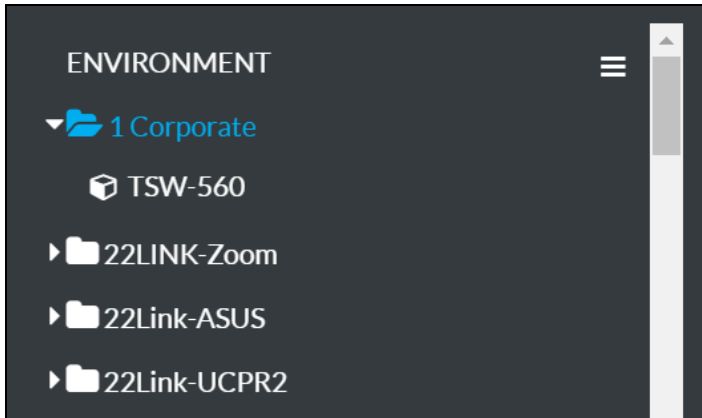 ENVIRONMENT
1 Corporate
TSW-560
22LINK-Zoom
22Link-ASUS
22Link-UCPR2